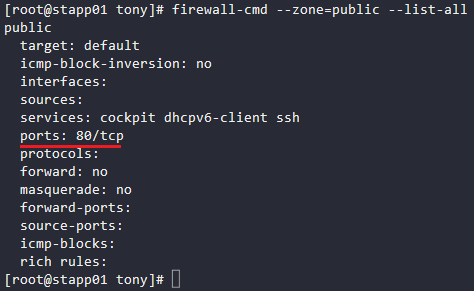 [root@stapp01 tony]# firewall-cmd --zone=public --list-all
public
  target: default
  icmp-block-inversion: no
  interfaces:
  sources:
  services: cockpit dhcpv6-client ssh
  ports: 80/tcp
  protocols:
  forward: no
  masquerade: no
  forward-ports:
  source-ports:
  icmp-blocks:
  rich rules:
[root@stapp01 tony]#